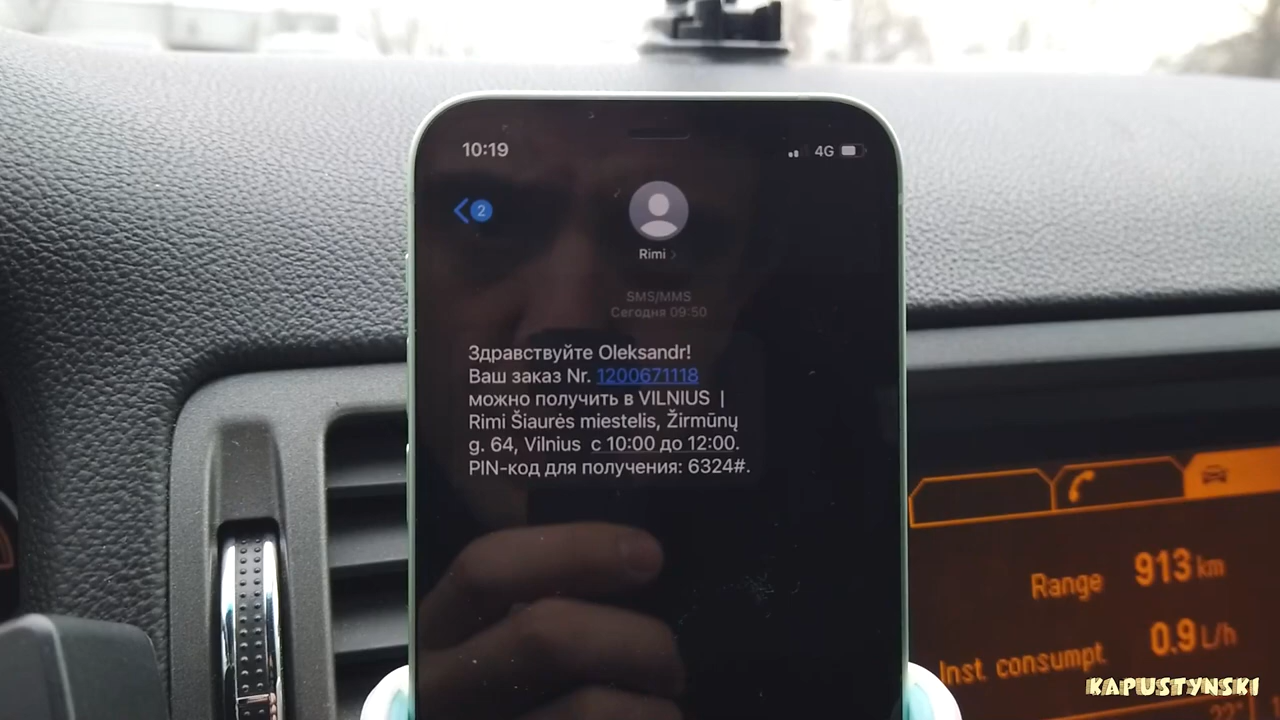 10:19
4G
2
Rimi
SMS/MMS
Сегодня 09:50
Здравствуйте Oleksandr!
Ваш заказ Nr. 1200671118
можно получить в VILNIUS |
Rimi Šiaurės miestelis, Žirmūnų
g. 64, Vilnius с 10:00 до 12:00.
PIN-код для получения: 6324#.
Range 913 km
Inst. consumpt. 0.9 L/h
KAPUSTYNSKI